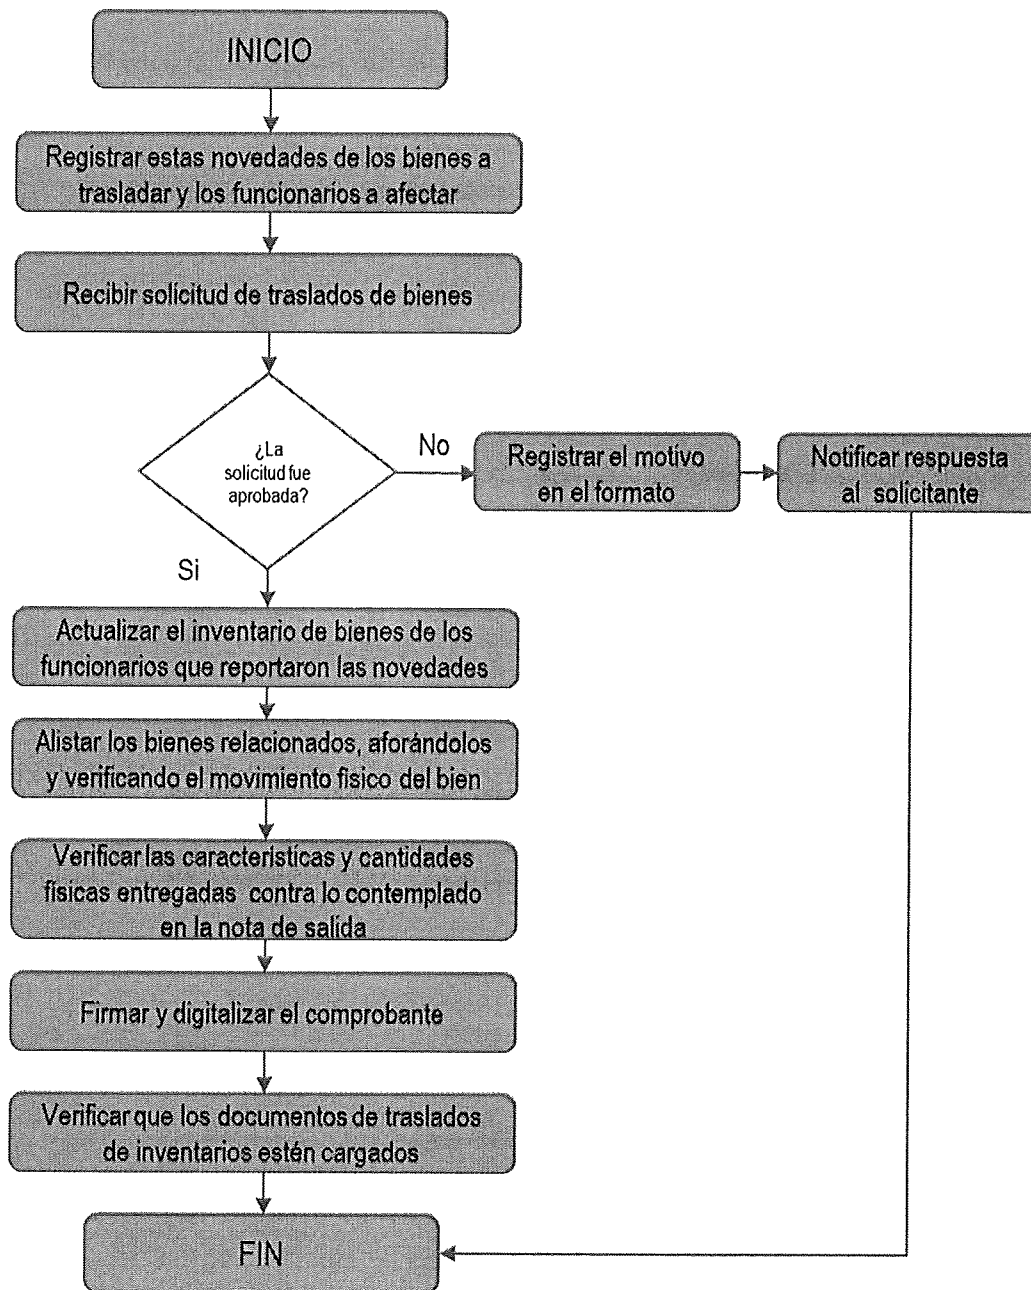 INICIO
Registrar estas novedades de los bienes a
trasladar y los funcionarios a afectar
Recibir solicitud de traslados de bienes
¿La
solicitud fue
aprobada?
No
Registrar el motivo
en el formato
Notificar respuesta
al solicitante
Si
Actualizar el inventario de bienes de los
funcionarios que reportaron las novedades
Alistar los bienes relacionados, aforándolos
y verificando el movimiento físico del bien
Verificar las características y cantidades
físicas entregadas contra lo contemplado
en la nota de salida
Firmar y digitalizar el comprobante
Verificar que los documentos de traslados
de inventarios estén cargados
FIN